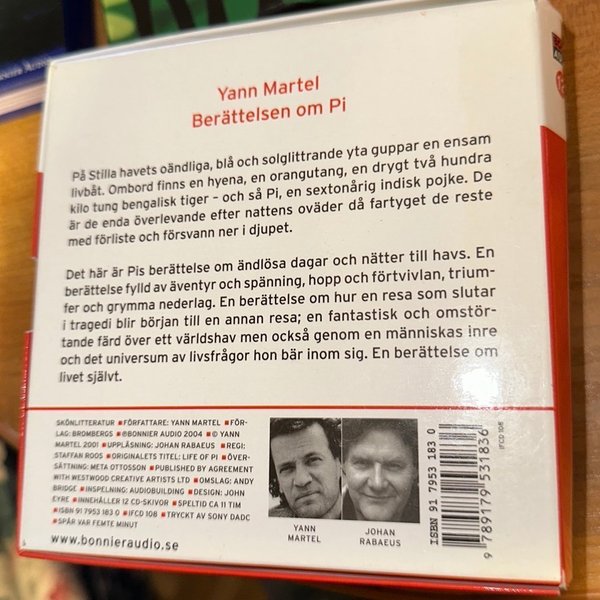 Yann Martel
Berättelsen om Pi
På Stilla havets oändliga, blå och solglittrande yta guppar en ensam
livbåt. Ombord finns en hyena, en orangutang, en drygt två hundra
kilo tung bengalisk tiger – och så Pi, en sextonårig indisk pojke. De
är de enda överlevande efter nattens oväder då fartyget de reste
med förliste och försvann ner i djupet.
Det här är Pis berättelse om ändlösa dagar och nätter till havs. En
berättelse fylld av äventyr och spänning, hopp och förtvivlan, trium-
fer och grymma nederlag. En berättelse om hur en resa som slutar
i tragedi blir början till en annan resa; en fantastisk och omstör-
tande färd över ett världshav men också genom en människas inre
och det universum av livsfrågor hon bär inom sig. En berättelse om
livet självt.
SKÖNLITTERATUR ■FÖRFATTARE: YANN MARTEL ■FÖR-
LAG: BROMBERGS ■℗BONNIER AUDIO 2004 ■© YANN
MARTEL 2001 ■UPPLÄSNING: JOHAN RABAEUS ■REGI:
STAFFAN ROOS ■ORIGINALETS TITEL: LIFE OF PI ■ÖVER-
SÄTTNING: META OTTOSSON ■PUBLISHED BY AGREEMENT
WITH WESTWOOD CREATIVE ARTISTS LTD ■OMSLAG: ANDY
BRIDGE ■INSPELNING: AUDIOBUILDING ■DESIGN: JOHN
EYRE ■INNEHÅLLER 12 CD-SKIVOR ■SPELTID CA 11 TIM
■ISBN 91 7953 183 0 ■IFCD 108 ■TRYCKT AV SONY DADC
■SPÅR VAR FEMTE MINUT
www.bonnieraudio.se
YANN
MARTEL
JOHAN
RABAEUS
ISBN 91 7953 183 0
9 789179 531836
IFCD 108